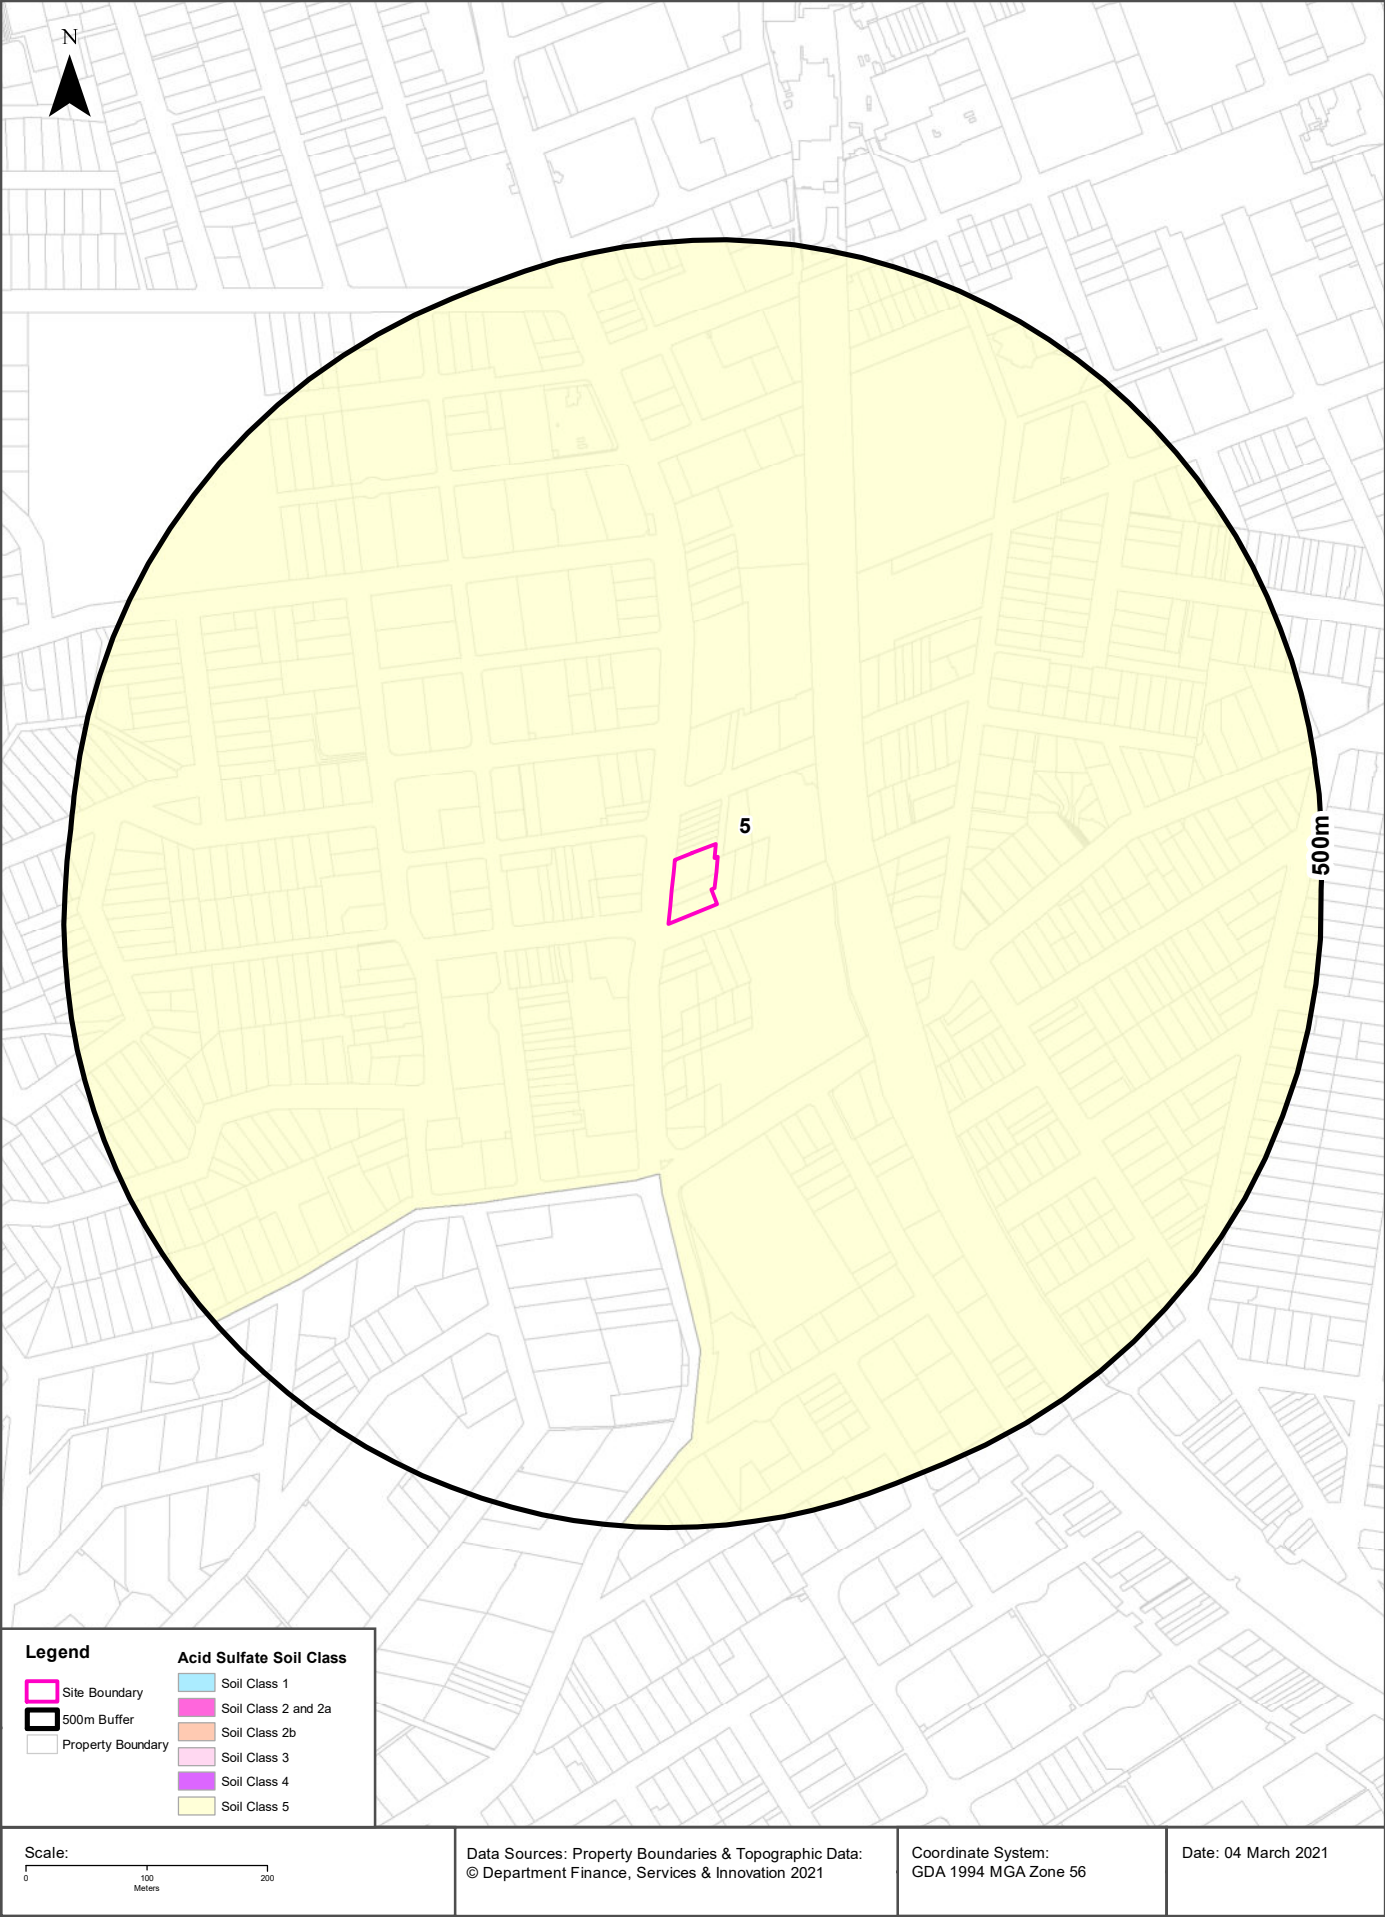 N
5
500m
Legend
Site Boundary
500m Buffer
Property Boundary
Acid Sulfate Soil Class
Soil Class 1
Soil Class 2 and 2a
Soil Class 2b
Soil Class 3
Soil Class 4
Soil Class 5
Scale:
0 100 200
Meters
Data Sources: Property Boundaries & Topographic Data:
© Department Finance, Services & Innovation 2021
Coordinate System:
GDA 1994 MGA Zone 56
Date: 04 March 2021